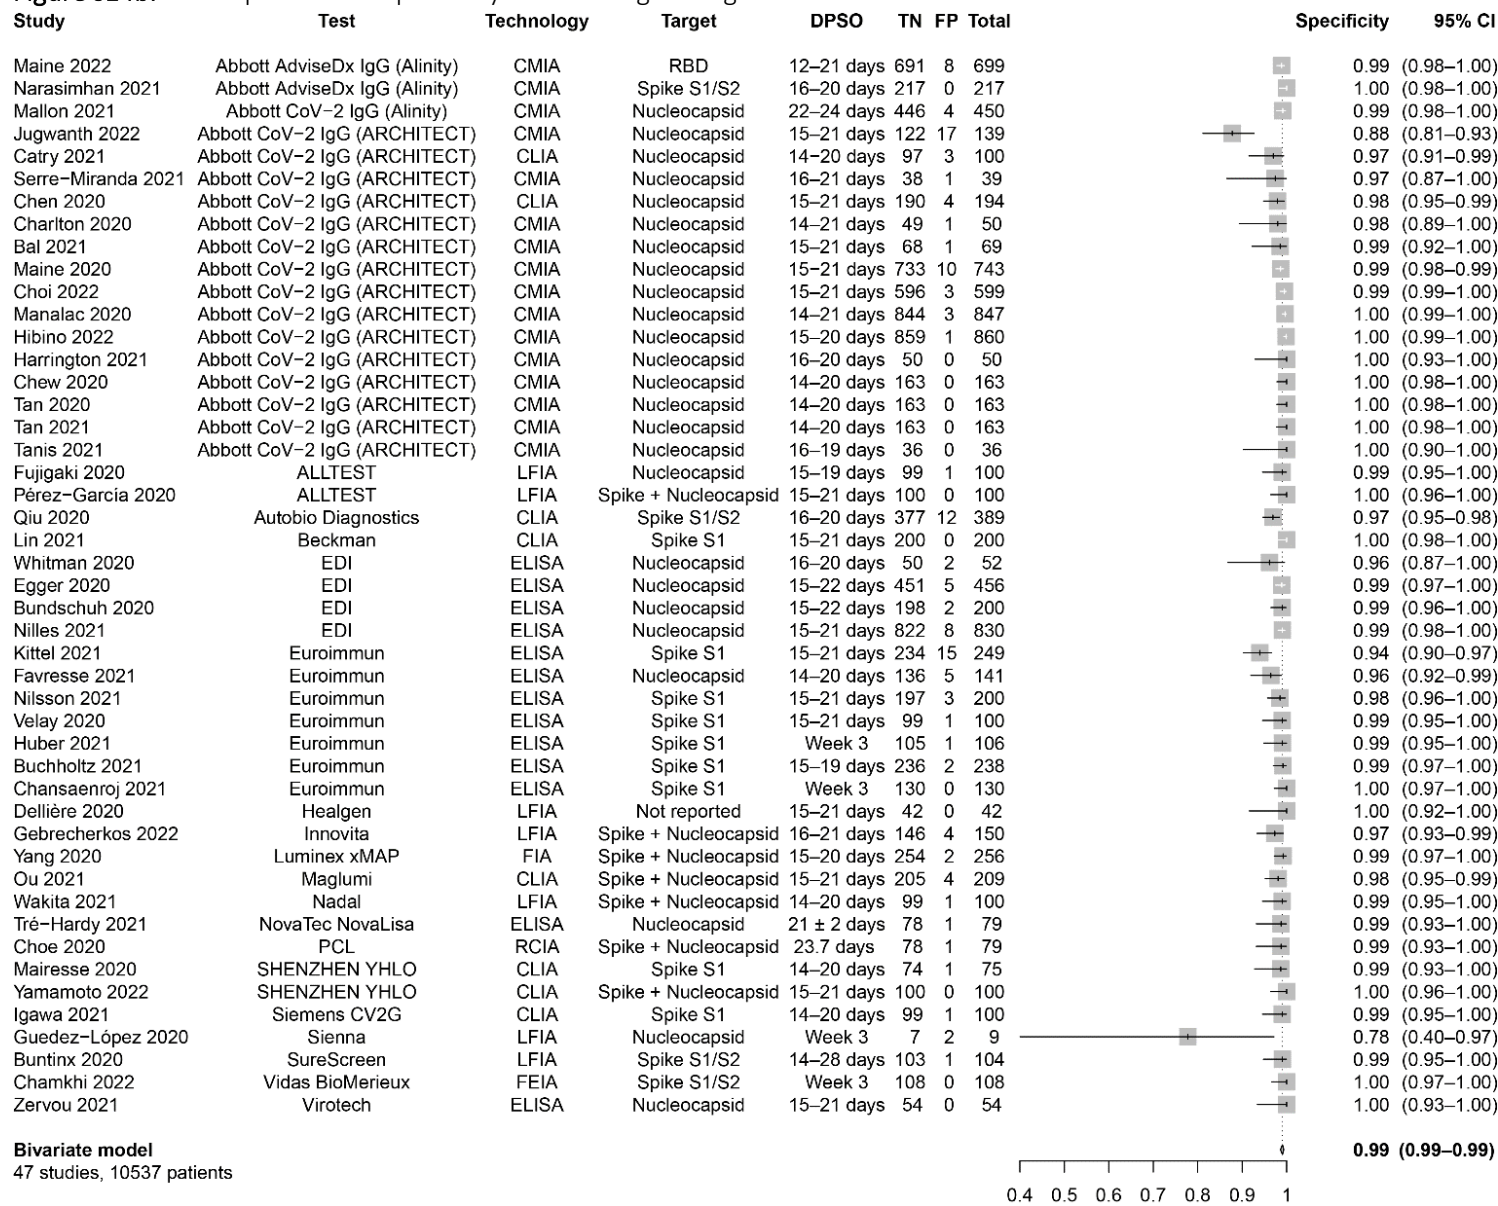 Study Test Technology Target DPSO TN FP Total Specificity 95% CI
Maine 2022 Abbott AdviseDx IgG (Alinity) CMIA RBD 12–21 days 691 8 699 0.99 (0.98–1.00)
Narasimhan 2021 Abbott AdviseDx IgG (Alinity) CMIA Spike S1/S2 16–20 days 217 0 217 1.00 (0.98–1.00)
Mallon 2021 Abbott CoV−2 IgG (Alinity) CMIA Nucleocapsid 22–24 days 446 4 450 0.99 (0.98–1.00)
Jugwanth 2022 Abbott CoV−2 IgG (ARCHITECT) CMIA Nucleocapsid 15–21 days 122 17 139 0.88 (0.81–0.93)
Catry 2021 Abbott CoV−2 IgG (ARCHITECT) CLIA Nucleocapsid 14–20 days 97 3 100 0.97 (0.91–0.99)
Serre−Miranda 2021 Abbott CoV−2 IgG (ARCHITECT) CMIA Nucleocapsid 16–21 days 38 1 39 0.97 (0.87–1.00)
Chen 2020 Abbott CoV−2 IgG (ARCHITECT) CLIA Nucleocapsid 15–21 days 190 4 194 0.98 (0.95–0.99)
Charlton 2020 Abbott CoV−2 IgG (ARCHITECT) CMIA Nucleocapsid 14–21 days 49 1 50 0.98 (0.89–1.00)
Bal 2021 Abbott CoV−2 IgG (ARCHITECT) CMIA Nucleocapsid 15–21 days 68 1 69 0.99 (0.92–1.00)
Maine 2020 Abbott CoV−2 IgG (ARCHITECT) CMIA Nucleocapsid 15–21 days 733 10 743 0.99 (0.98–0.99)
Choi 2022 Abbott CoV−2 IgG (ARCHITECT) CMIA Nucleocapsid 15–21 days 596 3 599 0.99 (0.99–1.00)
Manalac 2020 Abbott CoV−2 IgG (ARCHITECT) CMIA Nucleocapsid 14–21 days 844 3 847 1.00 (0.99–1.00)
Hibino 2022 Abbott CoV−2 IgG (ARCHITECT) CMIA Nucleocapsid 15–20 days 859 1 860 1.00 (0.99–1.00)
Harrington 2021 Abbott CoV−2 IgG (ARCHITECT) CMIA Nucleocapsid 16–20 days 50 0 50 1.00 (0.93–1.00)
Chew 2020 Abbott CoV−2 IgG (ARCHITECT) CMIA Nucleocapsid 14–20 days 163 0 163 1.00 (0.98–1.00)
Tan 2020 Abbott CoV−2 IgG (ARCHITECT) CMIA Nucleocapsid 14–20 days 163 0 163 1.00 (0.98–1.00)
Tan 2021 Abbott CoV−2 IgG (ARCHITECT) CMIA Nucleocapsid 14–20 days 163 0 163 1.00 (0.98–1.00)
Tanis 2021 Abbott CoV−2 IgG (ARCHITECT) CMIA Nucleocapsid 16–19 days 36 0 36 1.00 (0.90–1.00)
Fujigaki 2020 ALLTEST LFIA Nucleocapsid 15–19 days 99 1 100 0.99 (0.95–1.00)
Pérez−García 2020 ALLTEST LFIA Spike + Nucleocapsid 15–21 days 100 0 100 1.00 (0.96–1.00)
Qiu 2020 Autobio Diagnostics CLIA Spike S1/S2 16–20 days 377 12 389 0.97 (0.95–0.98)
Lin 2021 Beckman CLIA Spike S1 15–21 days 200 0 200 1.00 (0.98–1.00)
Whitman 2020 EDI ELISA Nucleocapsid 16–20 days 50 2 52 0.96 (0.87–1.00)
Egger 2020 EDI ELISA Nucleocapsid 15–22 days 451 5 456 0.99 (0.97–1.00)
Bundschuh 2020 EDI ELISA Nucleocapsid 15–22 days 198 2 200 0.99 (0.96–1.00)
Nilles 2021 EDI ELISA Nucleocapsid 15–21 days 822 8 830 0.99 (0.98–1.00)
Kittel 2021 Euroimmun ELISA Spike S1 15–21 days 234 15 249 0.94 (0.90–0.97)
Favresse 2021 Euroimmun ELISA Nucleocapsid 14–20 days 136 5 141 0.96 (0.92–0.99)
Nilsson 2021 Euroimmun ELISA Spike S1 15–21 days 197 3 200 0.98 (0.96–1.00)
Velay 2020 Euroimmun ELISA Spike S1 15–21 days 99 1 100 0.99 (0.95–1.00)
Huber 2021 Euroimmun ELISA Spike S1 Week 3 105 1 106 0.99 (0.95–1.00)
Buchholtz 2021 Euroimmun ELISA Spike S1 15–19 days 236 2 238 0.99 (0.97–1.00)
Chansaenroj 2021 Euroimmun ELISA Spike S1 Week 3 130 0 130 1.00 (0.97–1.00)
Dellière 2020 Healgen LFIA Not reported 15–21 days 42 0 42 1.00 (0.92–1.00)
Gebrecherkos 2022 Innovita LFIA Spike + Nucleocapsid 16–21 days 146 4 150 0.97 (0.93–0.99)
Yang 2020 Luminex xMAP FIA Spike + Nucleocapsid 15–20 days 254 2 256 0.99 (0.97–1.00)
Ou 2021 Maglumi CLIA Spike + Nucleocapsid 15–21 days 205 4 209 0.98 (0.95–0.99)
Wakita 2021 Nadal LFIA Spike + Nucleocapsid 14–20 days 99 1 100 0.99 (0.95–1.00)
Tré−Hardy 2021 NovaTec NovaLisa ELISA Nucleocapsid 21 ± 2 days 78 1 79 0.99 (0.93–1.00)
Choe 2020 PCL RCIA Spike + Nucleocapsid 23.7 days 78 1 79 0.99 (0.93–1.00)
Mairesse 2020 SHENZHEN YHLO CLIA Spike S1 14–20 days 74 1 75 0.99 (0.93–1.00)
Yamamoto 2022 SHENZHEN YHLO CLIA Spike + Nucleocapsid 15–21 days 100 0 100 1.00 (0.96–1.00)
Igawa 2021 Siemens CV2G CLIA Spike S1 14–20 days 99 1 100 0.99 (0.95–1.00)
Guedez−López 2020 Sienna LFIA Nucleocapsid Week 3 7 2 9 0.78 (0.40–0.97)
Buntinx 2020 SureScreen LFIA Spike S1/S2 14–28 days 103 1 104 0.99 (0.95–1.00)
Chamkhi 2022 Vidas BioMerieux FEIA Spike S1/S2 Week 3 108 0 108 1.00 (0.97–1.00)
Zervou 2021 Virotech ELISA Nucleocapsid 15–21 days 54 0 54 1.00 (0.93–1.00)
Bivariate model 0.99 (0.99–0.99)
47 studies, 10537 patients
0.4 0.5 0.6 0.7 0.8 0.9 1